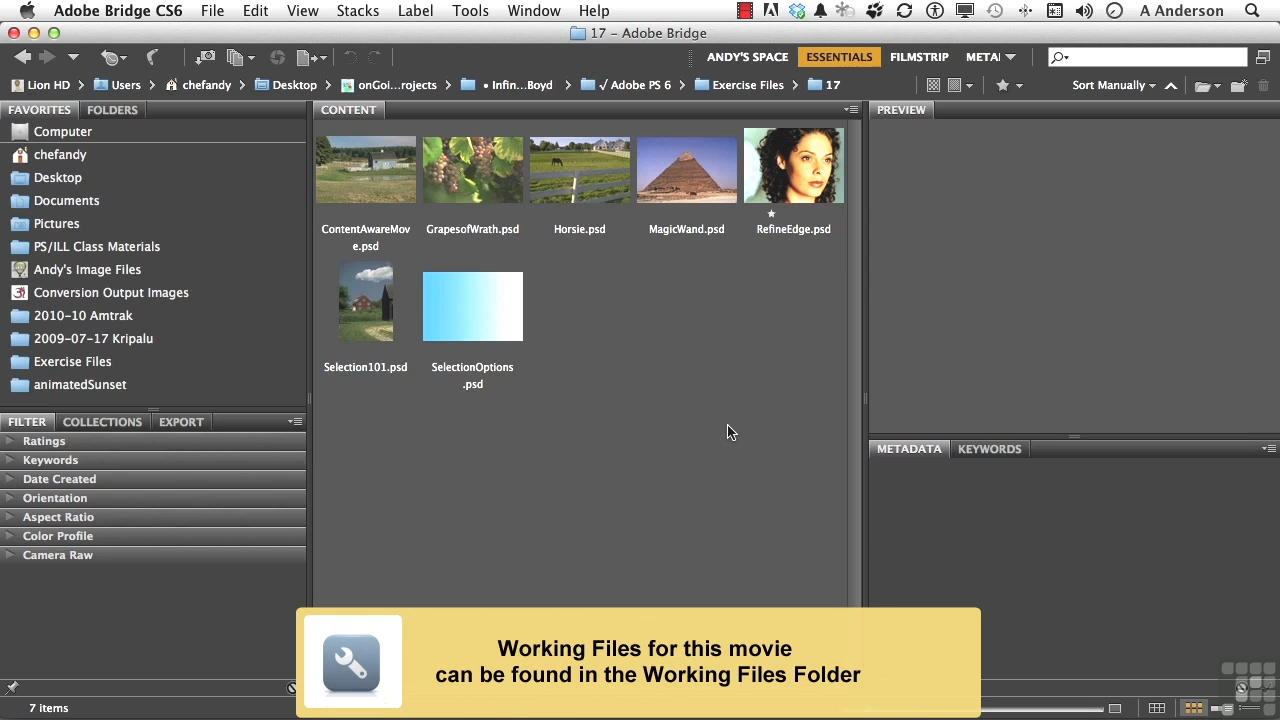 Adobe Bridge CS6 File Edit View Stacks Label Tools Window Help A Anderson
17 – Adobe Bridge
ANDY'S SPACE ESSENTIALS FILMSTRIP META
Lion HD Users chefandy Desktop onGoi...rojects • Infin...Boyd √ Adobe PS 6 Exercise Files 17 Sort Manually
FAVORITES FOLDERS
Computer
chefandy
Desktop
Documents
Pictures
PS/ILL Class Materials
Andy's Image Files
Conversion Output Images
2010-10 Amtrak
2009-07-17 Kripalu
Exercise Files
animatedSunset
FILTER COLLECTIONS EXPORT
Ratings
Keywords
Date Created
Orientation
Aspect Ratio
Color Profile
Camera Raw
7 items
CONTENT
ContentAwareMov
e.psd
GrapesofWrath.psd
Horsie.psd
MagicWand.psd
RefineEdge.psd
Selection101.psd
SelectionOptions
.psd
PREVIEW
METADATA KEYWORDS
Working Files for this movie
can be found in the Working Files Folder